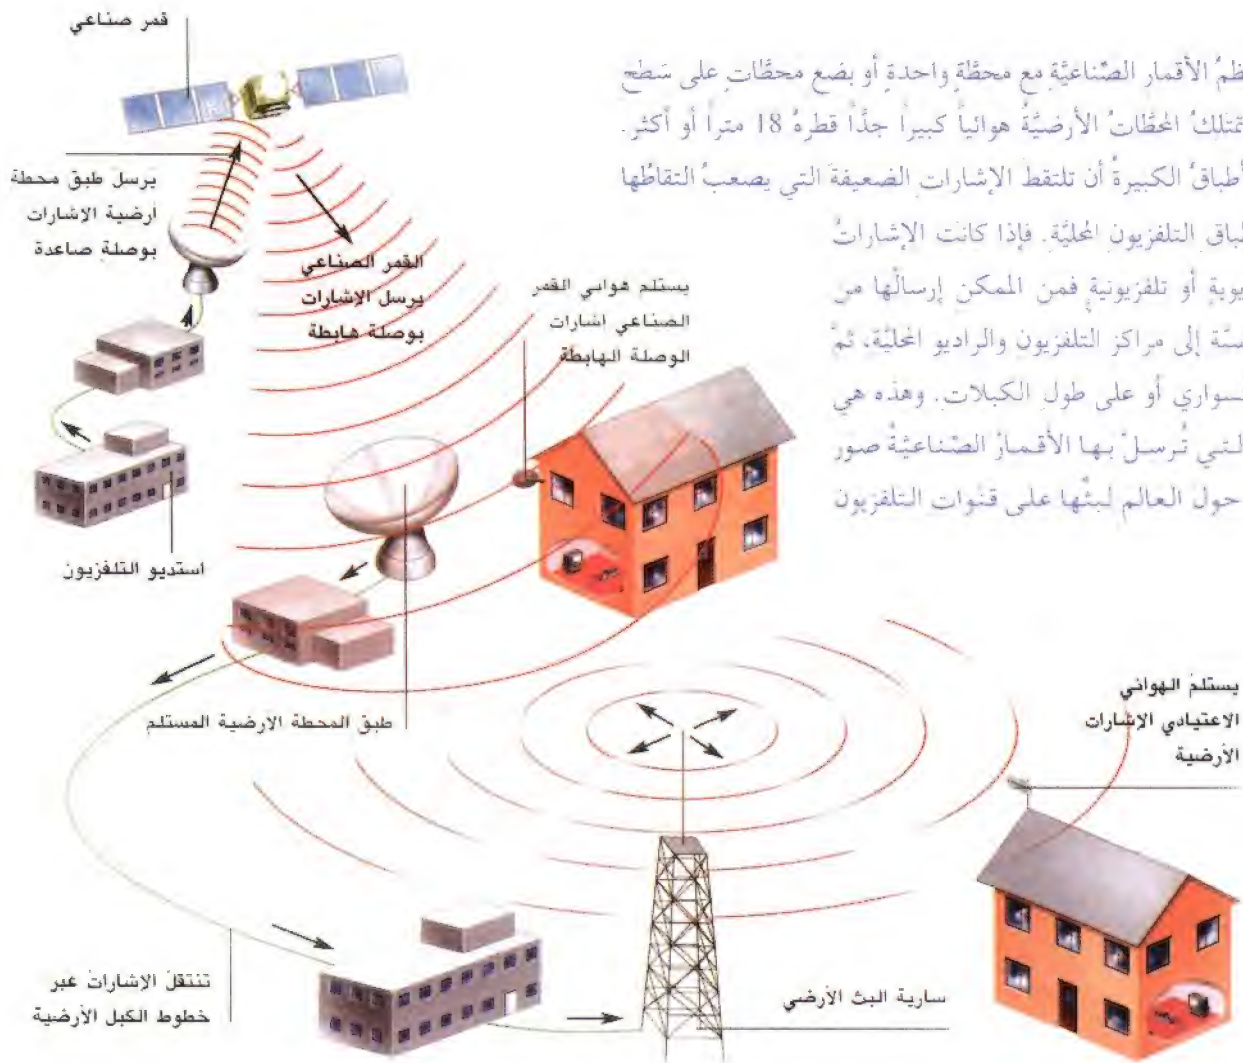 قمر صناعي
ظمُ الأقمار الصِّناعيَّةِ مع محطَّةٍ واحدةٍ أو بضع محطَّاتٍ على سَطح
تمتلكُ المحطَّاتُ الأرضيَّةُ هوائياً كبيراً جدًّا قطرهُ 18 متراً أو أكثر.
أطباقُ الكبيرةُ أن تلتقط الإشارات الضعيفة التي يصعبُ التقاطُها
طباق التلفزيون المحليَّة. فإذا كانت الإشاراتُ
يوية أو تلفزيونية فمن الممكن إرسالُها من
إلى مراكز التلفزيون والراديو المحليَّة، ثمَّ
سواري أو على طول الكبلات. وهذه هي
لتي تُرسلُ بها الأقمارُ الصِّناعيَّةُ صور
حول العالم لبثِّها على قنوات التلفزيون
يرسل طبق محطة
أرضية الإشارات
بوصلة صاعدة
القمر الصناعي
يرسل الإشارات
بوصلة هابطة
يستلم هوائي القمر
الصناعي اشارات
الوصلة الهابطة
استديو التلفزيون
طبق المحطة الارضية المستلم
يستلم الهوائي
الاعتيادي الإشارات
الأرضية
تنتقل الإشارات عبر
خطوط الكبل الأرضية
سارية البث الأرضي